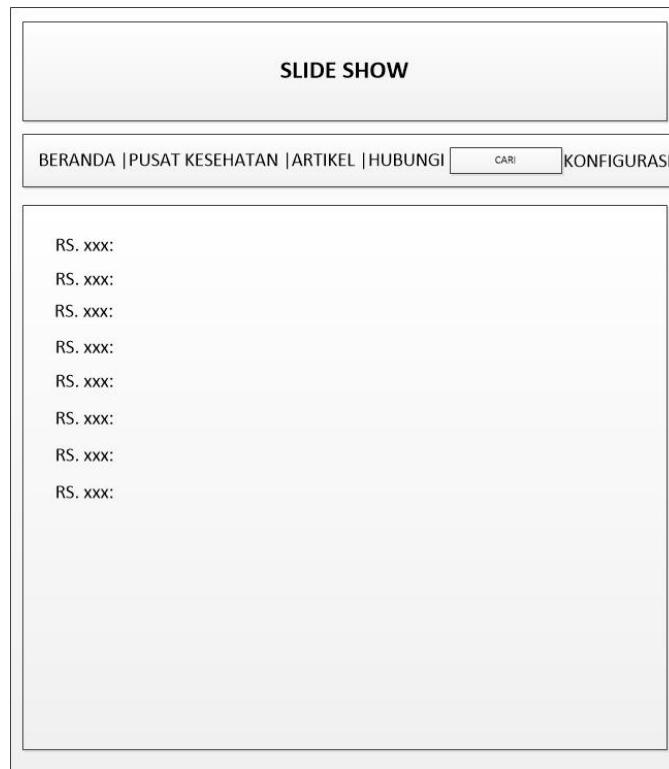 SLIDE SHOW
BERANDA |PUSAT KESEHATAN |ARTIKEL |HUBUNGI CARI KONFIGURASI
RS. xxx:
RS. xxx:
RS. xxx:
RS. xxx:
RS. xxx:
RS. xxx:
RS. xxx:
RS. xxx: